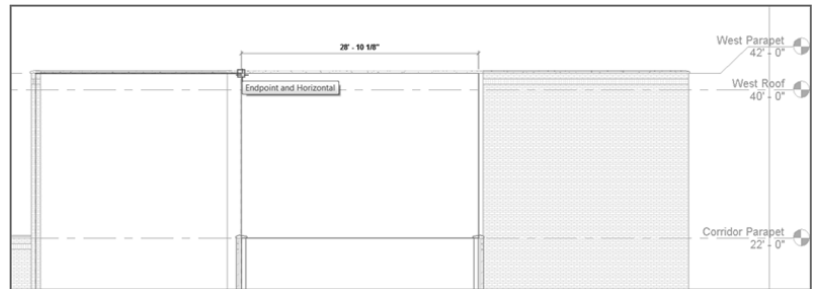 28' - 10 1/8"
West Parapet
42' - 0"
Endpoint and Horizontal
West Roof
40' - 0"
Corridor Parapet
22' - 0"